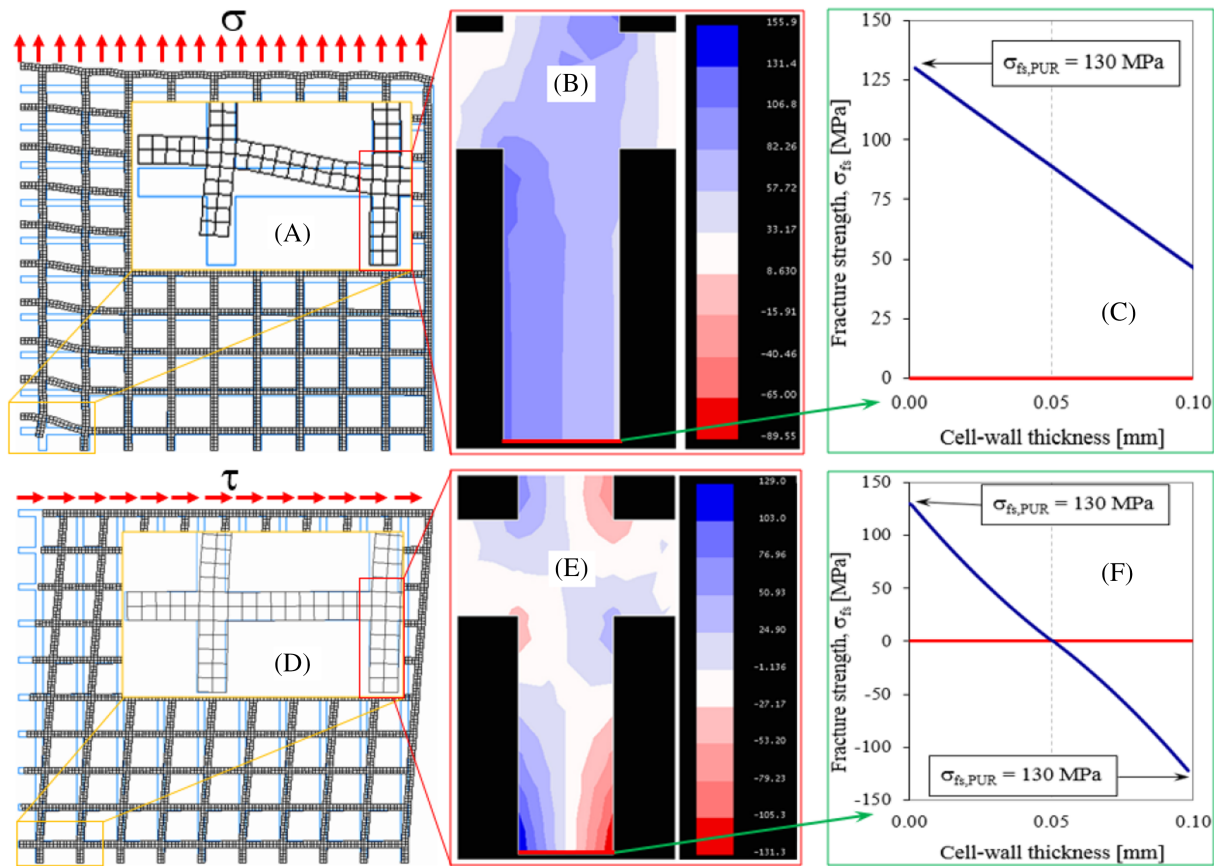 σ
(A)
(B)
155.9
131.4
106.8
82.26
57.72
33.17
8.630
-15.91
-40.46
-65.00
-89.55
Fracture strength, σfs [MPa]
150
125
100
75
50
25
0
σfs,PUR = 130 MPa
(C)
0.00
0.05
0.10
Cell-wall thickness [mm]
τ
(D)
(E)
129.0
103.0
76.96
50.93
24.90
-1.136
-27.17
-53.20
-79.23
-105.3
-131.3
Fracture strength, σfs [MPa]
150
100
50
0
-50
-100
-150
σfs,PUR = 130 MPa
(F)
σfs,PUR = 130 MPa
0.00
0.05
0.10
Cell-wall thickness [mm]